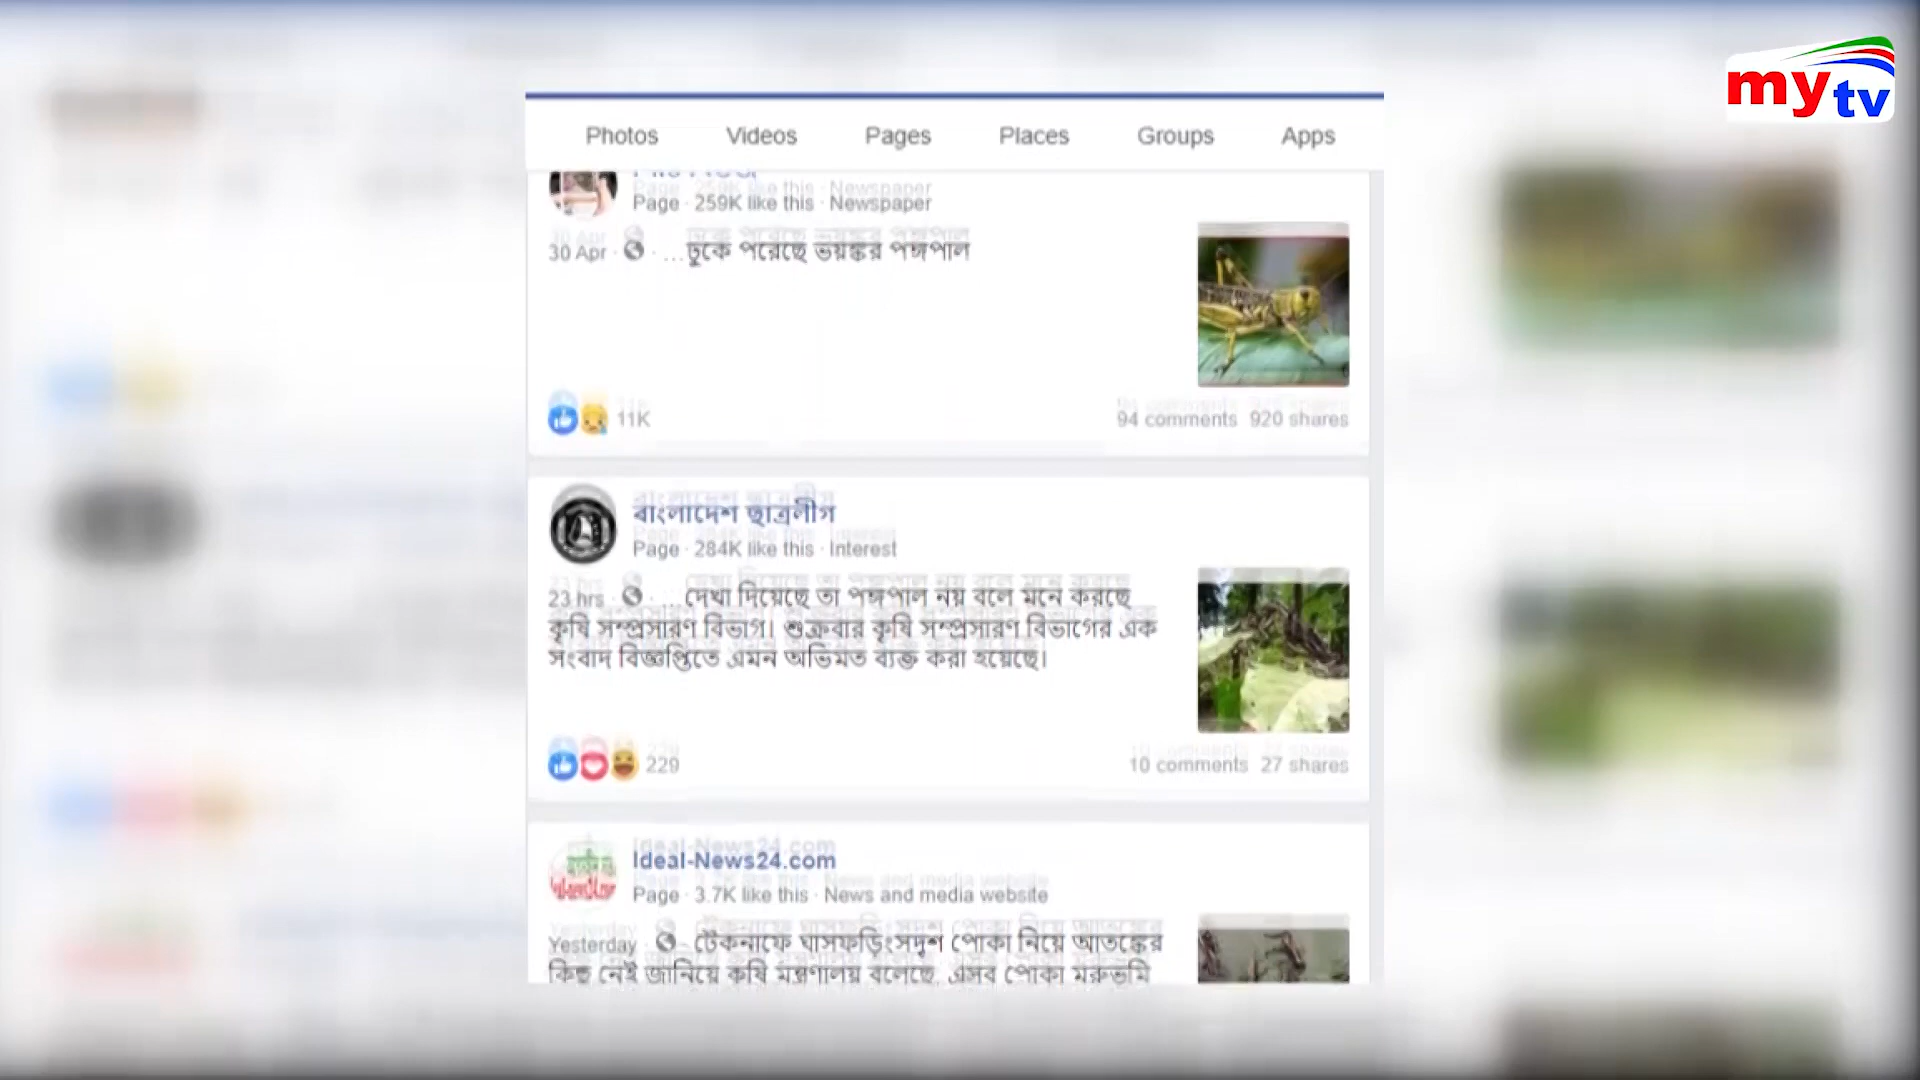 my tv
Photos Videos Pages Places Groups Apps
Page · 259K like this · Newspaper
30 Apr · ...ঢুকে পরেছে ভয়ঙ্কর পঙ্গপাল
11K 94 comments 920 shares
বাংলাদেশ ছাত্রলীগ
Page · 284K like this · Interest
23 hrs · ...দেখা দিয়েছে তা পঙ্গপাল নয় বলে মনে করছে
কৃষি সম্প্রসারণ বিভাগ। শুক্রবার কৃষি সম্প্রসারণ বিভাগের এক
সংবাদ বিজ্ঞপ্তিতে এমন অভিমত ব্যক্ত করা হয়েছে।
229 10 comments 27 shares
Ideal-News24.com
Page · 3.7K like this · News and media website
Yesterday · টেকনাফে ঘাসফড়িংসদৃশ পোকা নিয়ে আতঙ্কের
কিছু নেই জানিয়ে কৃষি মন্ত্রণালয় বলেছে, এসব পোকা মরুভূমি